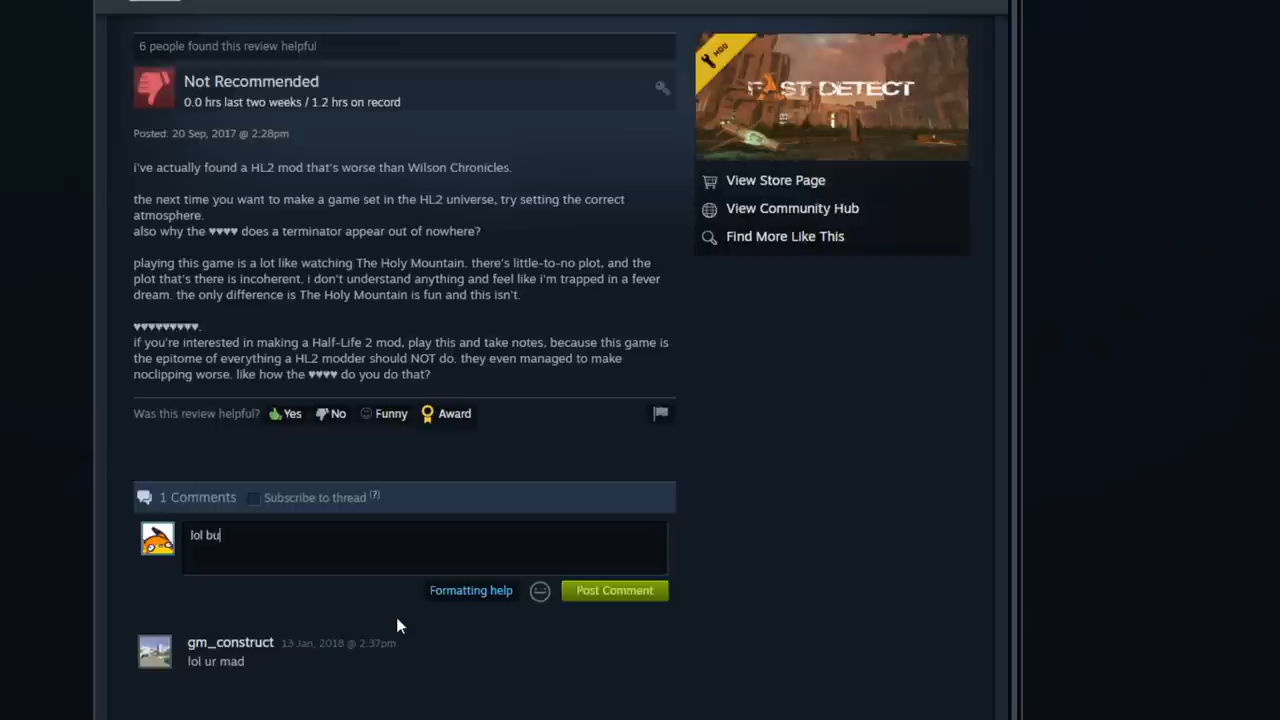 6 people found this review helpful
Not Recommended
0.0 hrs last two weeks / 1.2 hrs on record
Posted: 20 Sep, 2017 @ 2:28pm
i've actually found a HL2 mod that's worse than Wilson Chronicles.
the next time you want to make a game set in the HL2 universe, try setting the correct
atmosphere.
also why the ♥♥♥♥ does a terminator appear out of nowhere?
playing this game is a lot like watching The Holy Mountain. there's little-to-no plot, and the
plot that's there is incoherent. i don't understand anything and feel like i'm trapped in a fever
dream. the only difference is The Holy Mountain is fun and this isn't.
♥♥♥♥♥♥♥♥♥.
if you're interested in making a Half-Life 2 mod, play this and take notes, because this game is
the epitome of everything a HL2 modder should NOT do. they even managed to make
noclipping worse. like how the ♥♥♥♥ do you do that?
Was this review helpful? Yes No Funny Award
1 Comments Subscribe to thread (?)
lol bu
Formatting help Post Comment
gm_construct 13 Jan, 2018 @ 2:37pm
lol ur mad
MOD
FAST DETECT
View Store Page
View Community Hub
Find More Like This